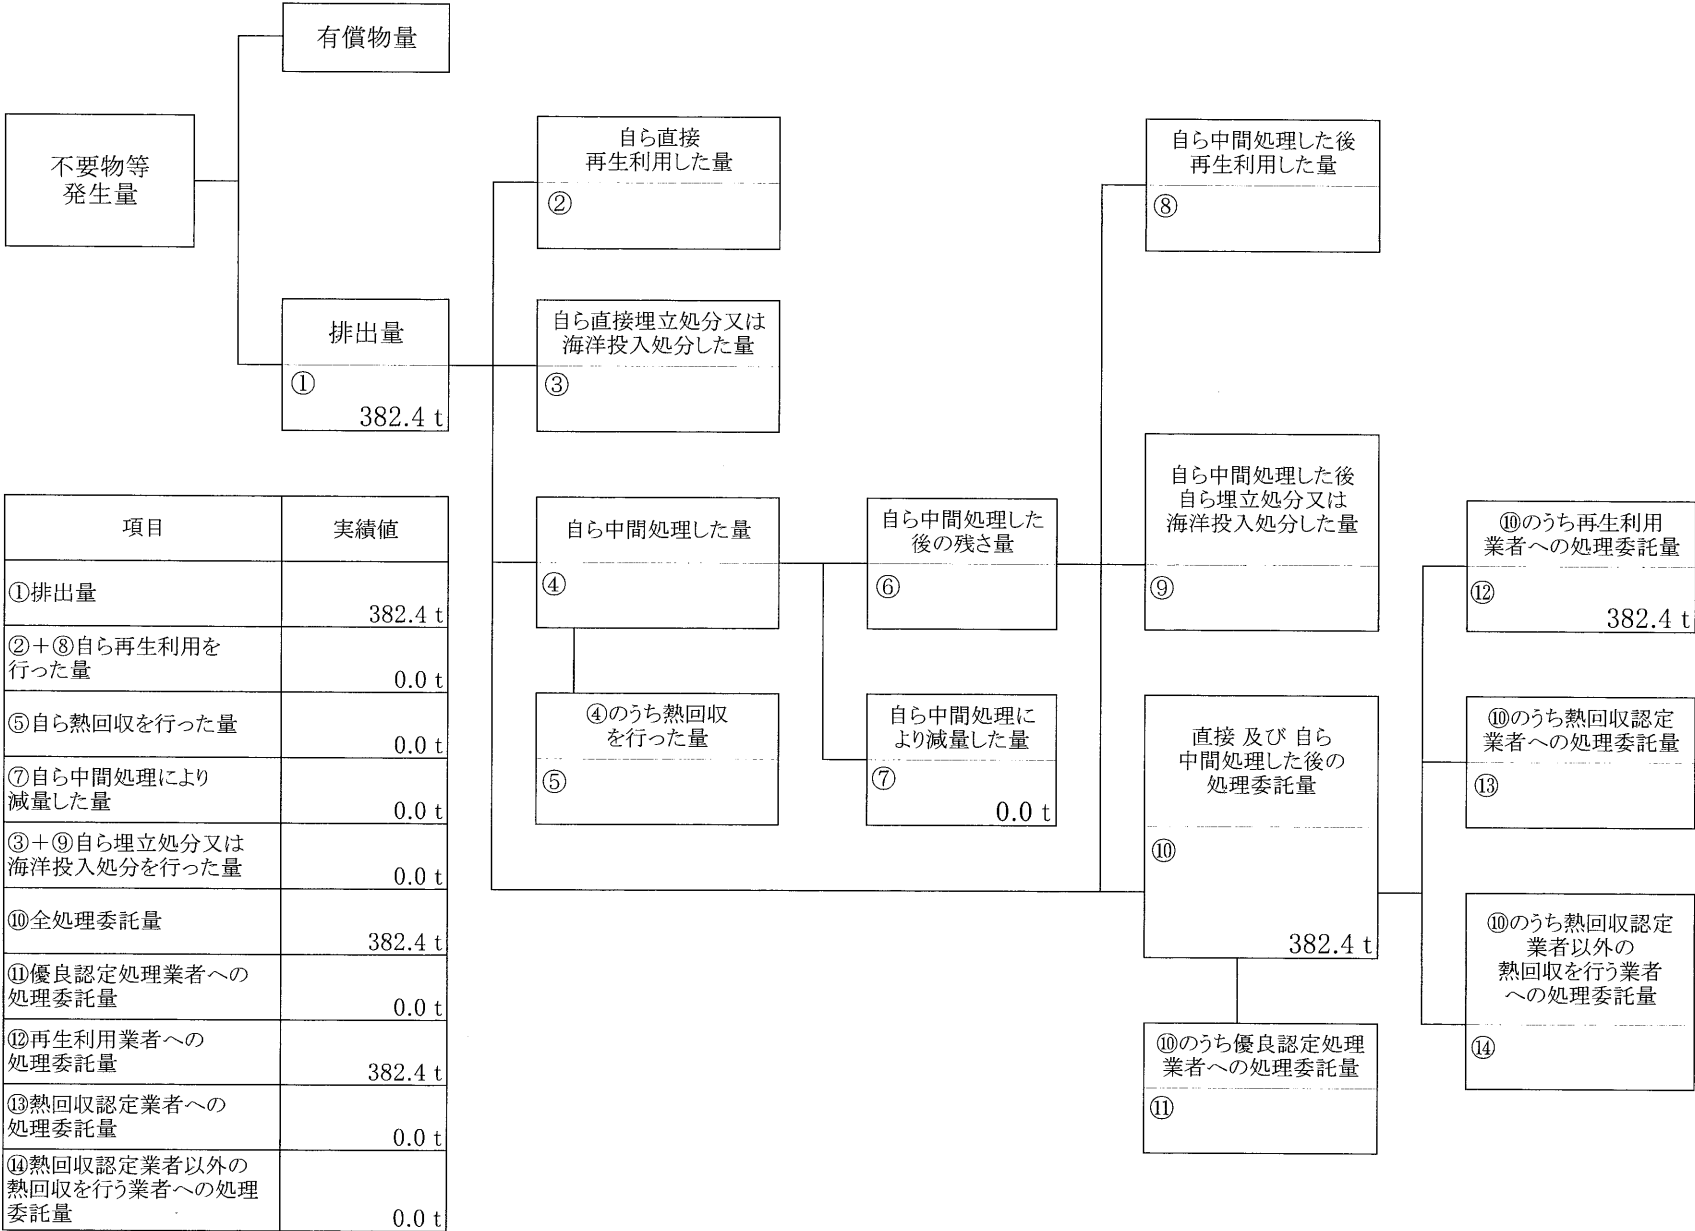 有償物量
不要物等
発生量
自ら直接
再生利用した量
②
自ら中間処理した後
再生利用した量
⑧
排出量
①
382.4 t
自ら直接埋立処分又は
海洋投入処分した量
③
自ら中間処理した量
④
自ら中間処理した
後の残さ量
⑥
自ら中間処理した後
自ら埋立処分又は
海洋投入処分した量
⑨
⑩のうち再生利用
業者への処理委託量
⑫
382.4 t
④のうち熱回収
を行った量
⑤
自ら中間処理に
より減量した量
⑦
0.0 t
直接 及び 自ら
中間処理した後の
処理委託量
⑩
382.4 t
⑩のうち熱回収認定
業者への処理委託量
⑬
⑩のうち熱回収認定
業者以外の
熱回収を行う業者
への処理委託量
⑭
⑩のうち優良認定処理
業者への処理委託量
⑪
項目
実績値
①排出量
382.4 t
②＋⑧自ら再生利用を
行った量
0.0 t
⑤自ら熱回収を行った量
0.0 t
⑦自ら中間処理により
減量した量
0.0 t
③＋⑨自ら埋立処分又は
海洋投入処分を行った量
0.0 t
⑩全処理委託量
382.4 t
⑪優良認定処理業者への
処理委託量
0.0 t
⑫再生利用業者への
処理委託量
382.4 t
⑬熱回収認定業者への
処理委託量
0.0 t
⑭熱回収認定業者以外の
熱回収を行う業者への処理
委託量
0.0 t